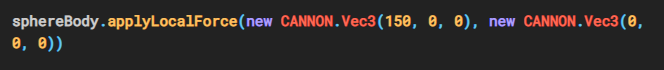 sphereBody.applyLocalForce(new CANNON.Vec3(150, 0, 0), new CANNON.Vec3(0,
0, 0))